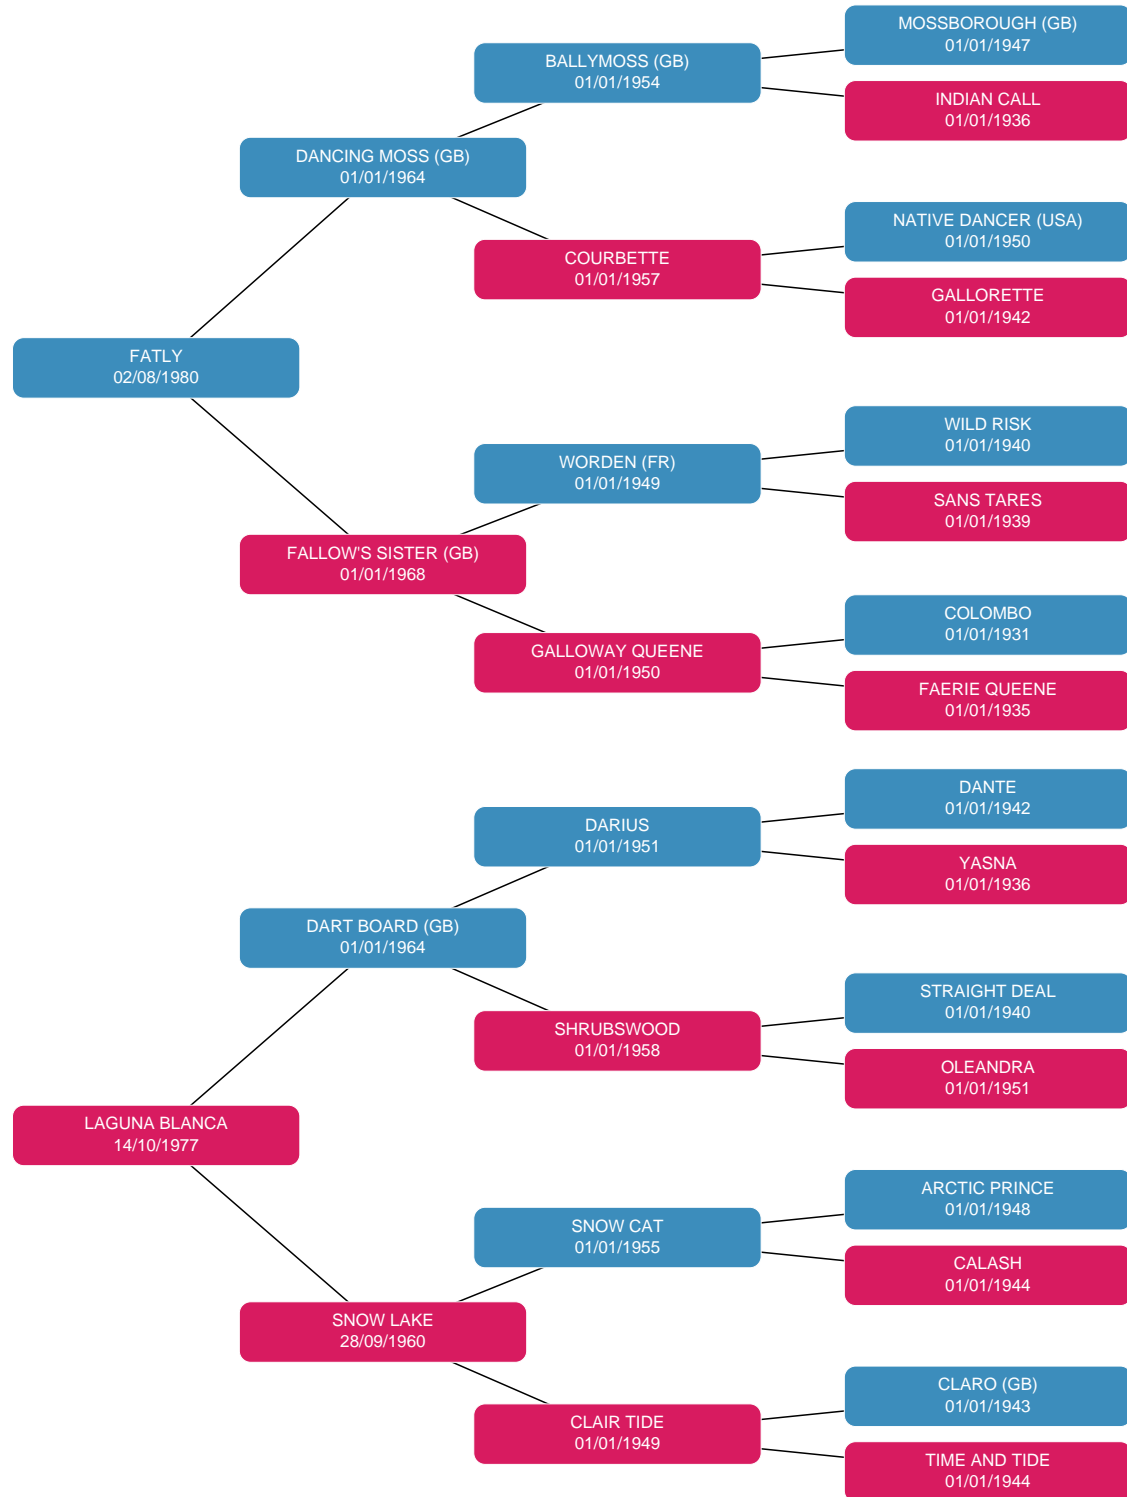 MOSSBOROUGH (GB)
01/01/1947
BALLYMOSS (GB)
01/01/1954
INDIAN CALL
01/01/1936
DANCING MOSS (GB)
01/01/1964
NATIVE DANCER (USA)
01/01/1950
COURBETTE
01/01/1957
GALLORETTE
01/01/1942
FATLY
02/08/1980
WILD RISK
01/01/1940
WORDEN (FR)
01/01/1949
SANS TARES
01/01/1939
FALLOW'S SISTER (GB)
01/01/1968
COLOMBO
01/01/1931
GALLOWAY QUEENE
01/01/1950
FAERIE QUEENE
01/01/1935
DANTE
01/01/1942
DARIUS
01/01/1951
YASNA
01/01/1936
DART BOARD (GB)
01/01/1964
STRAIGHT DEAL
01/01/1940
SHRUBSWOOD
01/01/1958
OLEANDRA
01/01/1951
LAGUNA BLANCA
14/10/1977
ARCTIC PRINCE
01/01/1948
SNOW CAT
01/01/1955
CALASH
01/01/1944
SNOW LAKE
28/09/1960
CLARO (GB)
01/01/1943
CLAIR TIDE
01/01/1949
TIME AND TIDE
01/01/1944